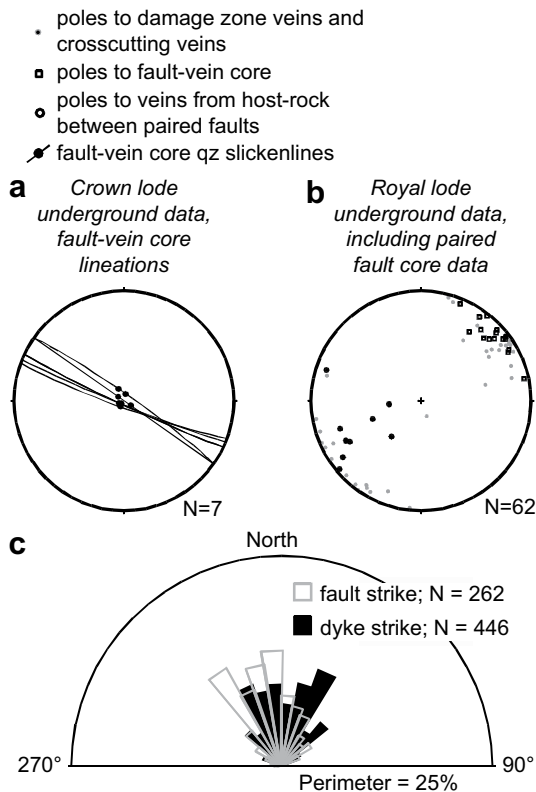 poles to damage zone veins and
crosscutting veins
poles to fault-vein core
poles to veins from host-rock
between paired faults
fault-vein core qz slickenlines
a
Crown lode
underground data,
fault-vein core
lineations
N=7
b
Royal lode
underground data,
including paired
fault core data
N=62
c
North
fault strike; N = 262
dyke strike; N = 446
270°
90°
Perimeter = 25%